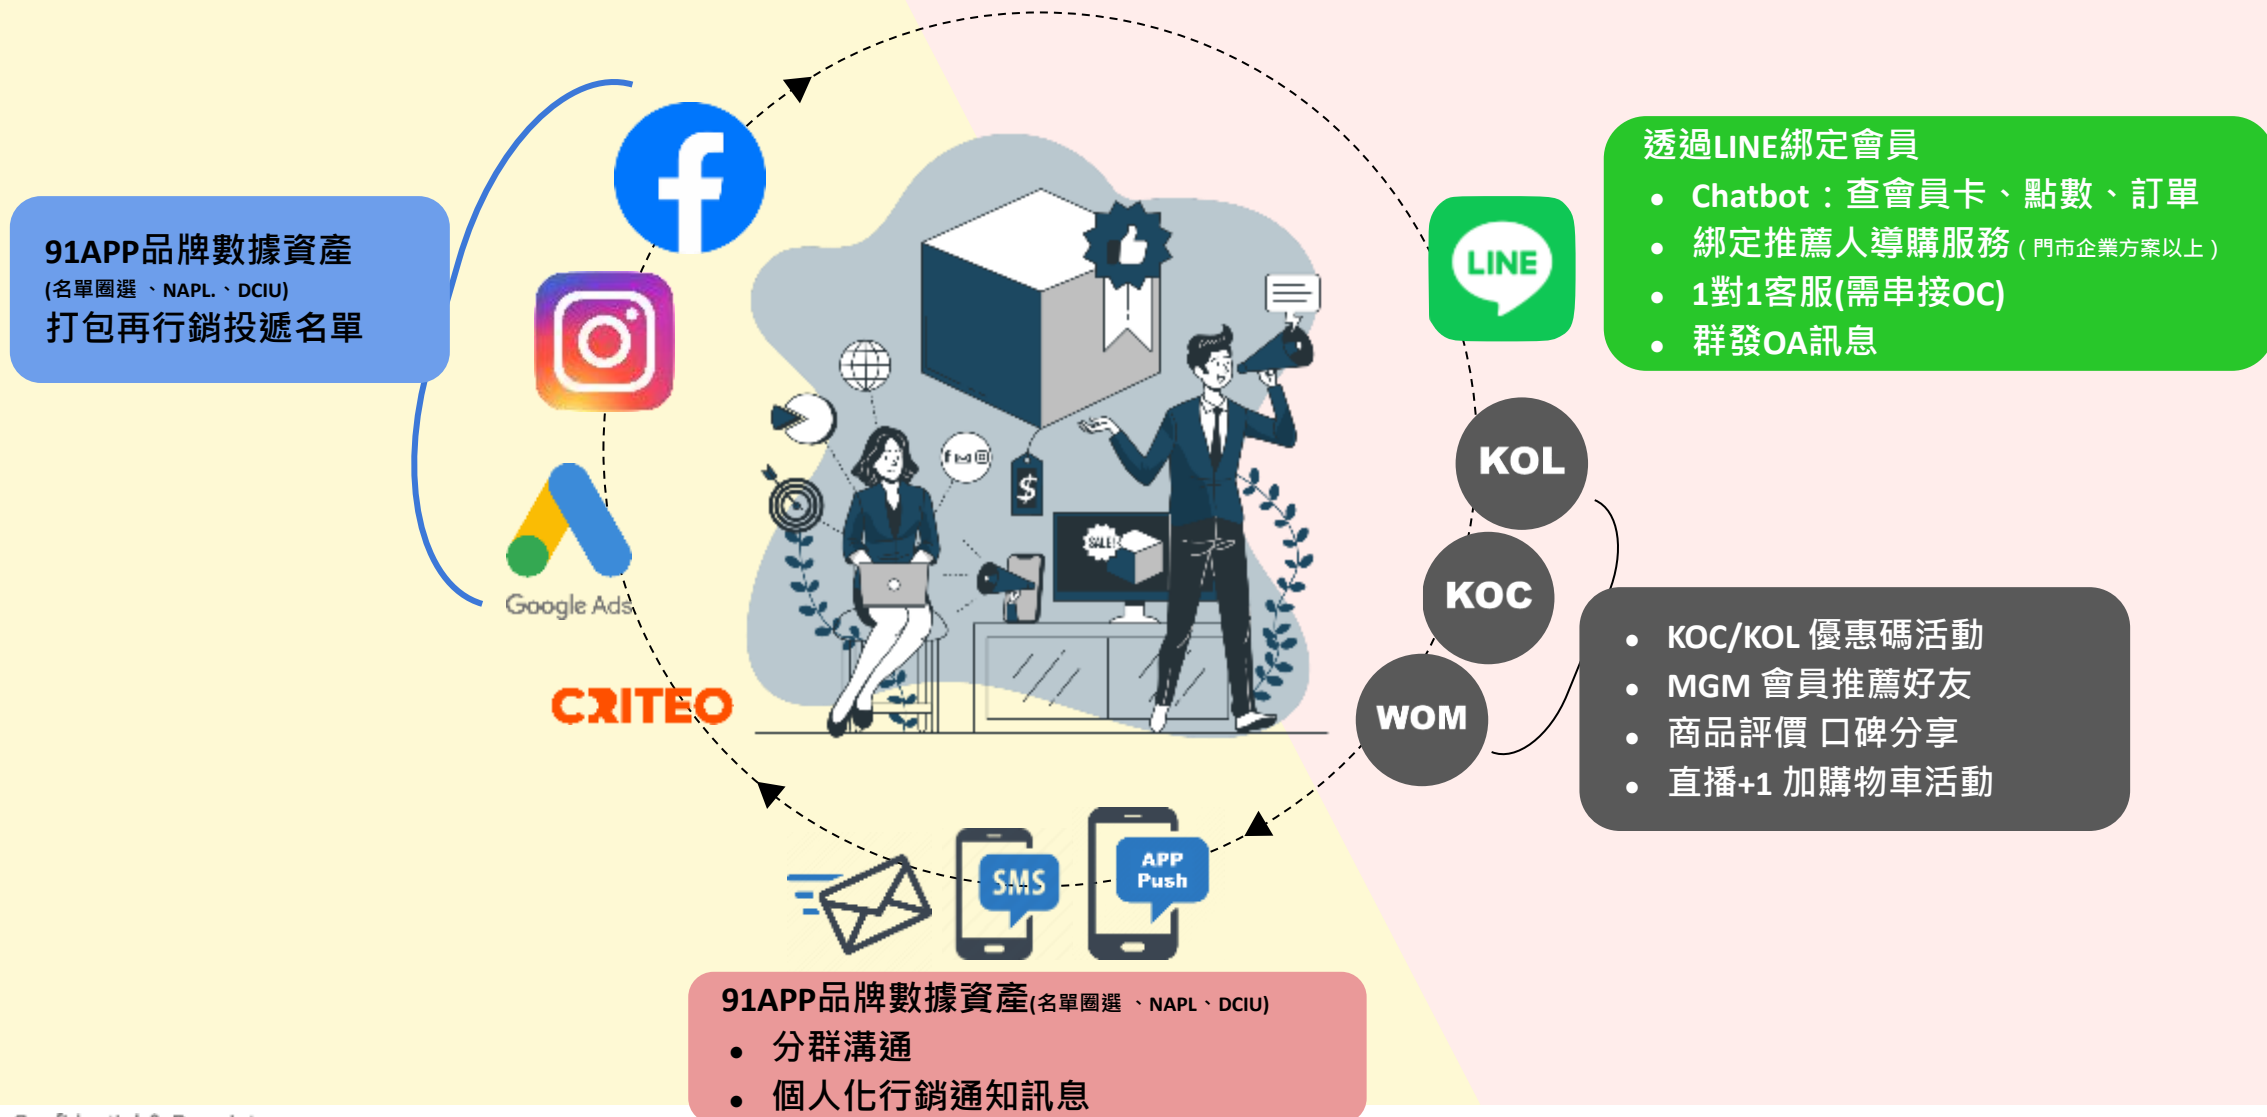 91APP品牌數據資產
(名單圈選、NAPL.、DCIU)
打包再行銷投遞名單
Google Ads
CRITEO
SALE!
$
LINE
透過LINE綁定會員
● Chatbot：查會員卡、點數、訂單
● 綁定推薦人導購服務（門市企業方案以上）
● 1對1客服(需串接OC)
● 群發OA訊息
KOL
KOC
WOM
● KOC/KOL 優惠碼活動
● MGM 會員推薦好友
● 商品評價 口碑分享
● 直播+1 加購物車活動
SMS
APP
Push
91APP品牌數據資產(名單圈選、NAPL、DCIU)
● 分群溝通
● 個人化行銷通知訊息